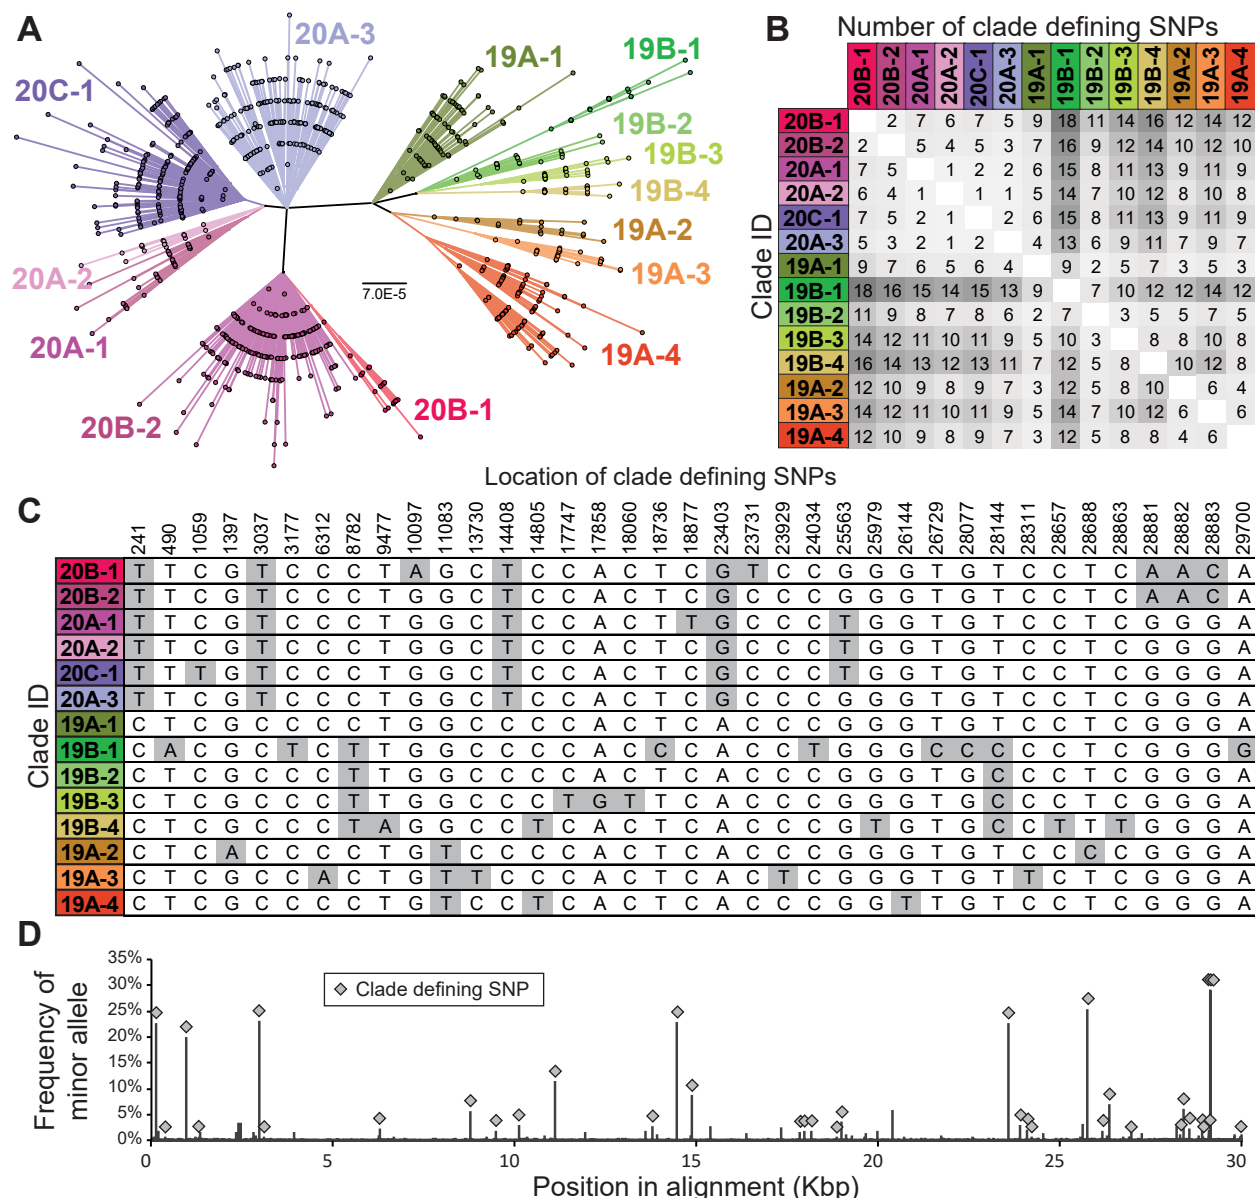 A
20A-3
20C-1
19A-1
19B-1
19B-2
19B-3
19B-4
19A-2
19A-3
19A-4
20A-2
20A-1
20B-2
20B-1
7.0E-5
B
Number of clade defining SNPs
20B-1 20B-2 20A-1 20A-2 20C-1 20A-3 19A-1 19B-1 19B-2 19B-3 19B-4 19A-2 19A-3 19A-4
Clade ID
20B-1 2 7 6 7 5 9 18 11 14 16 12 14 12
20B-2 2 5 4 5 3 7 16 9 12 14 10 12 10
20A-1 7 5 1 2 2 6 15 8 11 13 9 11 9
20A-2 6 4 1 1 1 5 14 7 10 12 8 10 8
20C-1 7 5 2 1 2 6 15 8 11 13 9 11 9
20A-3 5 3 2 1 2 4 13 6 9 11 7 9 7
19A-1 9 7 6 5 6 4 9 2 5 7 3 5 3
19B-1 18 16 15 14 15 13 9 7 10 12 12 14 12
19B-2 11 9 8 7 8 6 2 7 3 5 5 7 5
19B-3 14 12 11 10 11 9 5 10 3 8 8 10 8
19B-4 16 14 13 12 13 11 7 12 5 8 10 12 8
19A-2 12 10 9 8 9 7 3 12 5 8 10 6 4
19A-3 14 12 11 10 11 9 5 14 7 10 12 6 6
19A-4 12 10 9 8 9 7 3 12 5 8 8 4 6
C
Location of clade defining SNPs
241 490 1059 1397 3037 3177 6312 8782 9477 10097 11083 13730 14408 14805 17747 17858 18060 18736 18877 23403 23731 23929 24034 25563 25979 26144 26729 28077 28144 28311 28657 28688 28863 28881 28882 28883 29700
Clade ID
20B-1 T T C G T C C C T A G C T C C A C T C G T C C G G G T G T C C T C A A C A
20B-2 T T C G T C C C T G G C T C C A C T C G C C C G G G T G T C C T C A A C A
20A-1 T T C G T C C C T G G C T C C A C T T G C C C T G G T G T C C T C G G G A
20A-2 T T C G T C C C T G G C T C C A C T C G C C C T G G T G T C C T C G G G A
20C-1 T T T G T C C C T G G C T C C A C T C G C C C T G G T G T C C T C G G G A
20A-3 T T C G T C C C T G G C T C C A C T C G C C C G G G T G T C C T C G G G A
19A-1 C T C G C C C C T G G C C C C A C T C A C C C G G G T G T C C T C G G G A
19B-1 C A C G C T C T T G G C C C C A C C C A C C T G G G C C C C C T C G G G G
19B-2 C T C G C C C T T G G C C C C A C T C A C C C G G G T G C C C T C G G G A
19B-3 C T C G C C C T T G G C C C T G T T C A C C C G G G T G C C C T C G G G A
19B-4 C T C G C C C T A G G C C T C A C T C A C C C G T G T G C C T T T G G G A
19A-2 C T C A C C C C T G T C C C C A C T C A C C C G G G T G T C C C C G G G A
19A-3 C T C G C C A C T G T T C C C A C T C A C T C G G G T G T T C T C G G G A
19A-4 C T C G C C C C T G T C C T C A C T C A C C C G G T T G T C C T C G G G A
D
Frequency of
minor allele
35%
30%
25%
20%
15%
10%
5%
0%
Clade defining SNP
0 5 10 15 20 25 30
Position in alignment (Kbp)